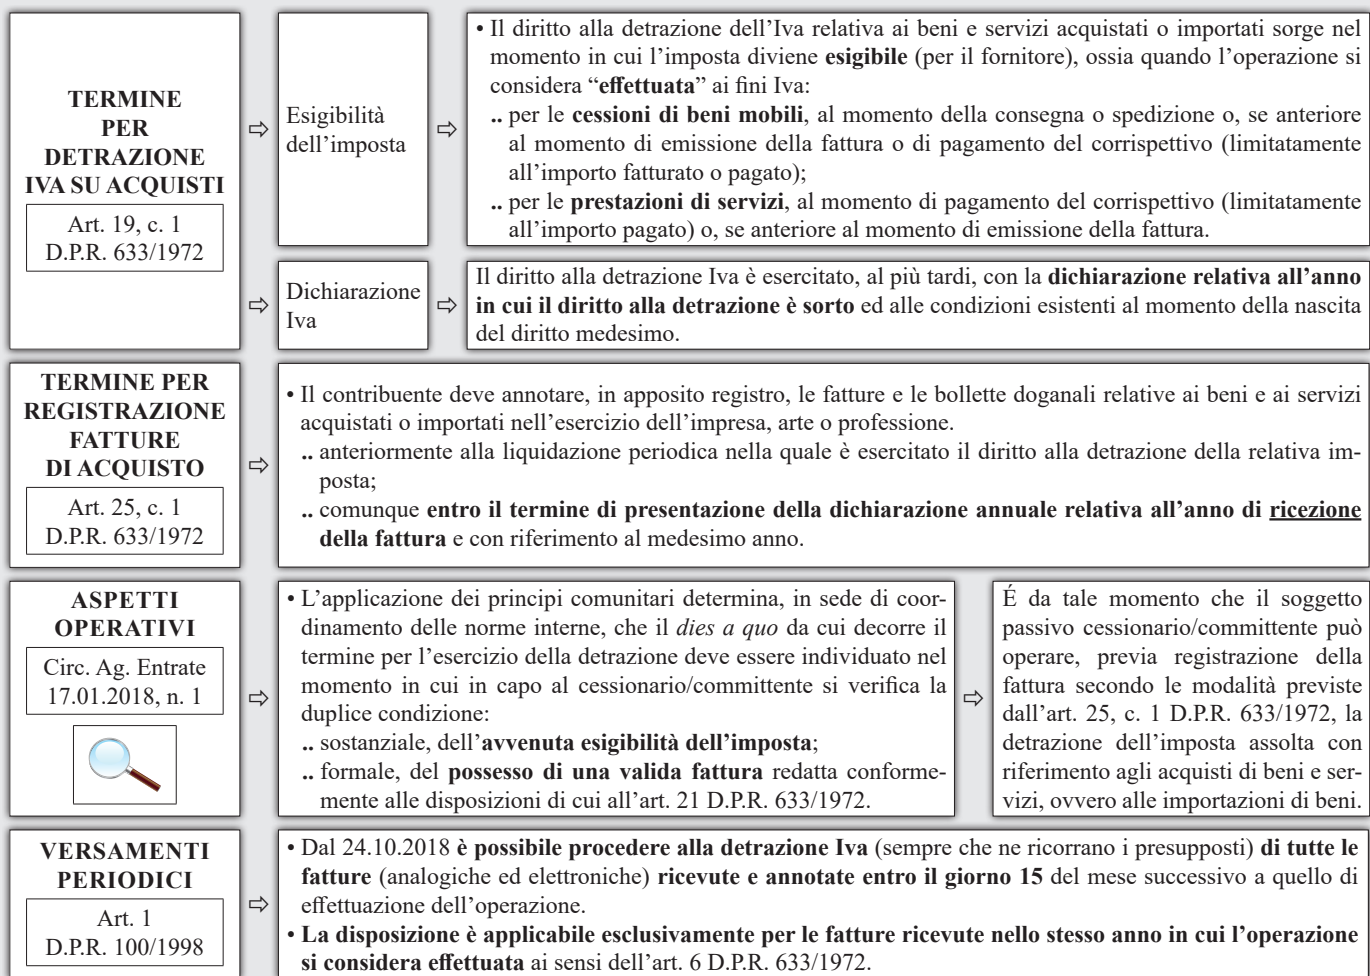 TERMINE
PER
DETRAZIONE
IVA SU ACQUISTI
Art. 19, c. 1
D.P.R. 633/1972
⇨
Esigibilità
dell'imposta
⇨
• Il diritto alla detrazione dell'Iva relativa ai beni e servizi acquistati o importati sorge nel
momento in cui l'imposta diviene esigibile (per il fornitore), ossia quando l'operazione si
considera “effettuata” ai fini Iva:
.. per le cessioni di beni mobili, al momento della consegna o spedizione o, se anteriore
al momento di emissione della fattura o di pagamento del corrispettivo (limitatamente
all'importo fatturato o pagato);
.. per le prestazioni di servizi, al momento di pagamento del corrispettivo (limitatamente
all'importo pagato) o, se anteriore al momento di emissione della fattura.
⇨
Dichiarazione
Iva
⇨
Il diritto alla detrazione Iva è esercitato, al più tardi, con la dichiarazione relativa all'anno
in cui il diritto alla detrazione è sorto ed alle condizioni esistenti al momento della nascita
del diritto medesimo.
TERMINE PER
REGISTRAZIONE
FATTURE
DI ACQUISTO
Art. 25, c. 1
D.P.R. 633/1972
⇨
• Il contribuente deve annotare, in apposito registro, le fatture e le bollette doganali relative ai beni e ai servizi
acquistati o importati nell'esercizio dell'impresa, arte o professione.
.. anteriormente alla liquidazione periodica nella quale è esercitato il diritto alla detrazione della relativa im-
posta;
.. comunque entro il termine di presentazione della dichiarazione annuale relativa all'anno di ricezione
della fattura e con riferimento al medesimo anno.
ASPETTI
OPERATIVI
Circ. Ag. Entrate
17.01.2018, n. 1
⇨
• L'applicazione dei principi comunitari determina, in sede di coor-
dinamento delle norme interne, che il dies a quo da cui decorre il
termine per l'esercizio della detrazione deve essere individuato nel
momento in cui in capo al cessionario/committente si verifica la
duplice condizione:
.. sostanziale, dell'avvenuta esigibilità dell'imposta;
.. formale, del possesso di una valida fattura redatta conforme-
mente alle disposizioni di cui all'art. 21 D.P.R. 633/1972.
⇨
É da tale momento che il soggetto
passivo cessionario/committente può
operare, previa registrazione della
fattura secondo le modalità previste
dall'art. 25, c. 1 D.P.R. 633/1972, la
detrazione dell'imposta assolta con
riferimento agli acquisti di beni e ser-
vizi, ovvero alle importazioni di beni.
VERSAMENTI
PERIODICI
Art. 1
D.P.R. 100/1998
⇨
• Dal 24.10.2018 è possibile procedere alla detrazione Iva (sempre che ne ricorrano i presupposti) di tutte le
fatture (analogiche ed elettroniche) ricevute e annotate entro il giorno 15 del mese successivo a quello di
effettuazione dell'operazione.
• La disposizione è applicabile esclusivamente per le fatture ricevute nello stesso anno in cui l'operazione
si considera effettuata ai sensi dell'art. 6 D.P.R. 633/1972.